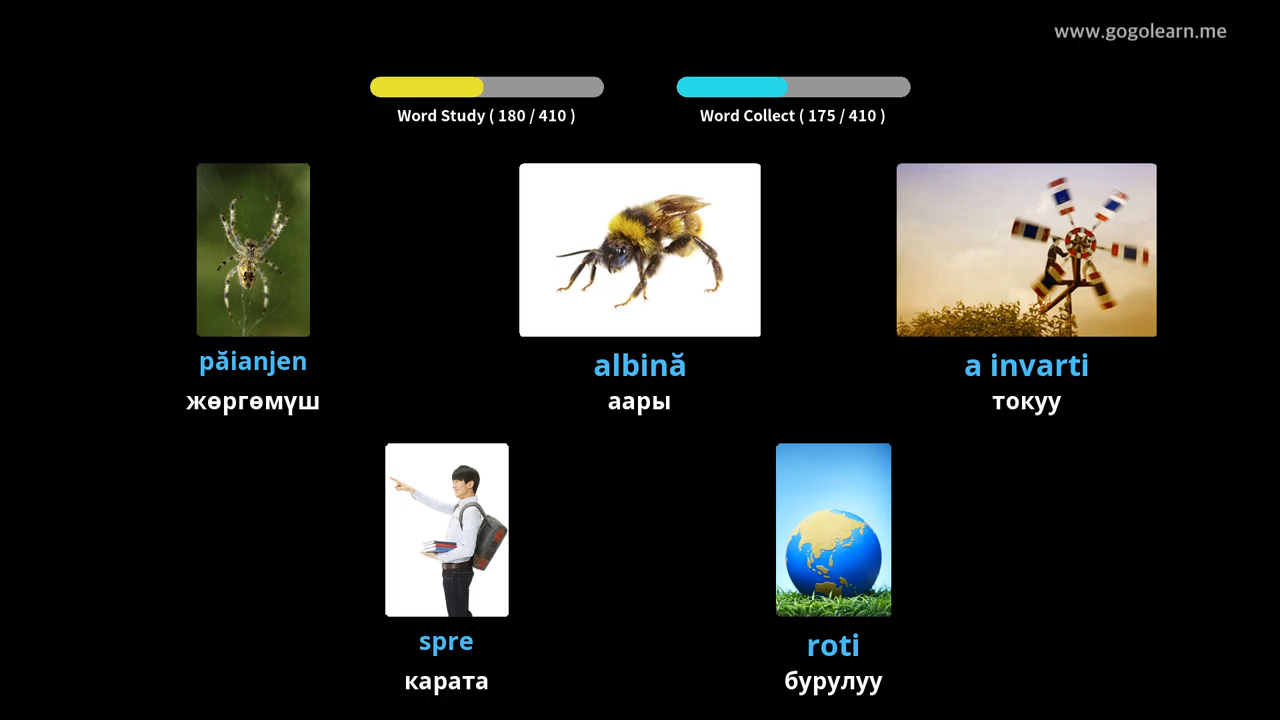 www.gogolearn.me
Word Study ( 180 / 410 )
Word Collect ( 175 / 410 )
păianjen
жөргөмүш
albină
аары
a invarti
токуу
spre
карата
roti
бурулуу